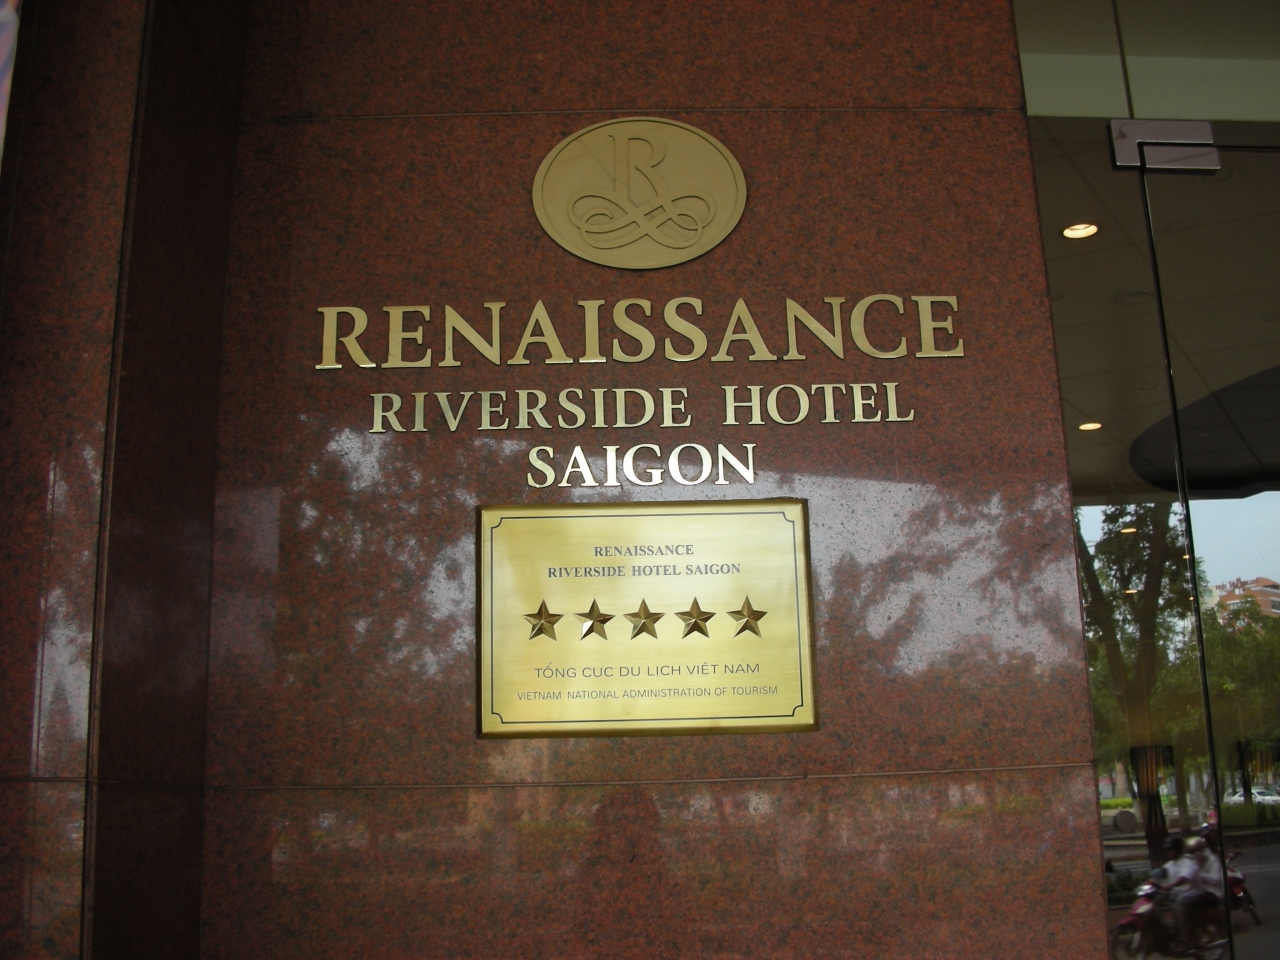 R
RENAISSANCE
RIVERSIDE HOTEL
SAIGON
RENAISSANCE
RIVERSIDE HOTEL SAIGON
TỔNG CỤC DU LỊCH VIỆT NAM
VIETNAM NATIONAL ADMINISTRATION OF TOURISM